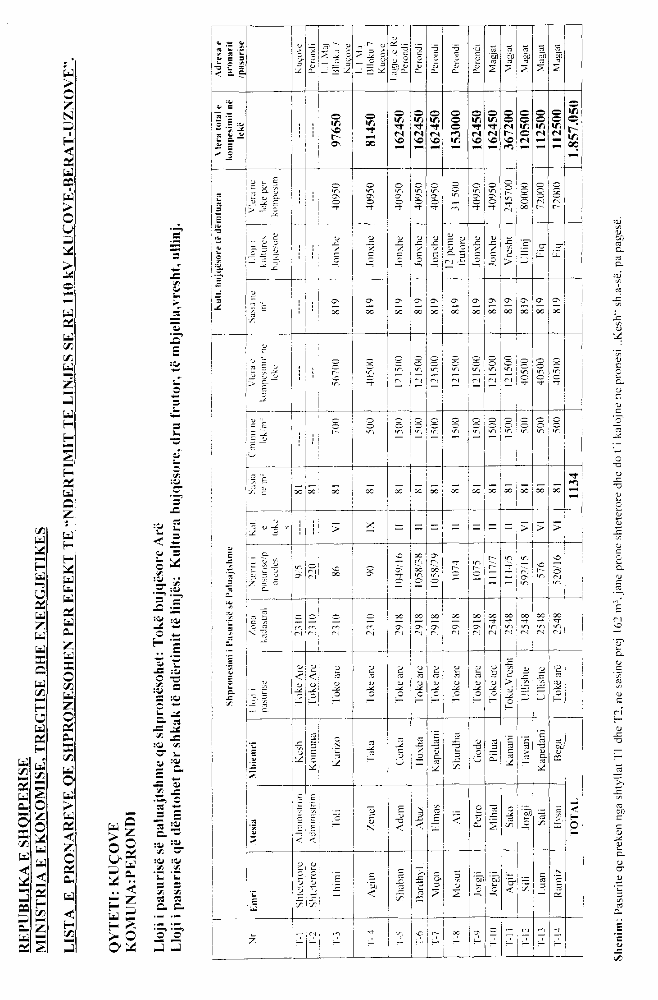 REPUBLIKA E SHQIPERISE
MINISTRIA E EKONOMISE, TREGTISE DHE ENERGJETIKES
LISTA E PRONAREVE QE SHPRONESOHEN PER EFEKT TE “NDERTIMIT TE LINJES SE RE 110 kV KUÇOVE-BERAT-UZNOVE”.
QYTETI: KUÇOVE
KOMUNA:PERONDI
Lloji i pasurisë së paluajtshme që shpronësohet: Tokë bujqësore Arë
Lloji i pasurisë që dëmtohet për shkak të ndërtimit të linjës: Kultura bujqësore, dru frutor, të mbjella,vresht, ullinj.
Shpronesimi i Pasurisë së Paluajtshme | kult. bujqësore të dëmtuara | Vlera total e kompesimit në lekë | Adresa e pronarit /pasurise
Nr | Emri | Atesia | Mbiemri | Lloji i pasurise | Zona kadastral | Numri i pasurise/p arceles | Kat. e toke s | Sasia ne m² | Çmimi ne lek/m² | Vlera e kompesimit ne leke | Sasia ne m² | Lloji i kultures bujqesore | Vlera ne leke per kompesim
T-1 | Shteterore | Administrim | Kesh | Toke Are | 2310 | 9/5 | ---- | 81 | ---- | ---- | ---- | ---- | ---- | ---- | Kuçove
T-2 | Shteterore | Administrim | Komuna | Toke Are | 2310 | 220 | ---- | 81 | --- | --- | --- | ---- | --- | ---- | Perondi
T-3 | Thimi | Toli | Kurizo | Toke are | 2310 | 86 | VI | 81 | 700 | 56700 | 819 | Jonxhe | 40950 | 97650 | L.1 Maj Blloku 7 Kuçove
T-4 | Agim | Zenel | Taka | Toke are | 2310 | 90 | IX | 81 | 500 | 40500 | 819 | Jonxhe | 40950 | 81450 | L.1 Maj Blloku 7 Kuçove
T-5 | Shaban | Adem | Cenka | Toke are | 2918 | 1049/16 | II | 81 | 1500 | 121500 | 819 | Jonxhe | 40950 | 162450 | Lagje e Re Perondi
T-6 | Bardhyl | Abaz | Hoxha | Toke are | 2918 | 1058/38 | II | 81 | 1500 | 121500 | 819 | Jonxhe | 40950 | 162450 | Perondi
T-7 | Muço | Elmas | Kapedani | Toke are | 2918 | 1058/29 | II | 81 | 1500 | 121500 | 819 | Jonxhe | 40950 | 162450 | Perondi
T-8 | Mesut | Ali | Shurdha | Toke are | 2918 | 1074 | II | 81 | 1500 | 121500 | 819 | 12 peme frutore | 31 500 | 153000 | Perondi
T-9 | Jorgji | Petro | Gode | Toke are | 2918 | 1075 | II | 81 | 1500 | 121500 | 819 | Jonxhe | 40950 | 162450 | Perondi
T-10 | Jorgji | Mihal | Pilua | Toke are | 2548 | 1117/7 | II | 81 | 1500 | 121500 | 819 | Jonxhe | 40950 | 162450 | Magjat
T-11 | Aqif | Sako | Kanani | Toke.Vresht | 2548 | 1114/5 | II | 81 | 1500 | 121500 | 819 | Vresht | 245700 | 367200 | Magjat
T-12 | Sili | Jorgji | Tavani | Ullishte | 2548 | 592/15 | VI | 81 | 500 | 40500 | 819 | Ullinj | 80000 | 120500 | Magjat
T-13 | Luan | Sali | Kapedani | Ullishte | 2548 | 576 | VI | 81 | 500 | 40500 | 819 | Fiq | 72000 | 112500 | Magjat
T-14 | Ramiz | Hysni | Bega | Tokë arë | 2548 | 520/16 | VI | 81 | 500 | 40500 | 819 | Fiq | 72000 | 112500 | Magjat
TOTAL | 1134 | 1.857.050
Shenim: Pasurite qe preken nga shtyllat T1 dhe T2, ne sasine prej 162 m², jane prone shteterore dhe do t'i kalojne ne pronesi „Kesh” sh.a-së, pa pagesë.